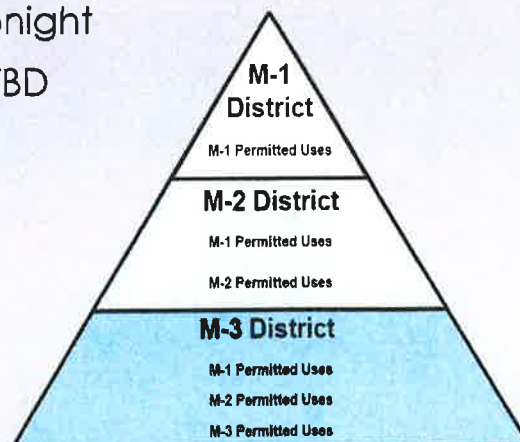 night
TBD
M-1
District
M-1 Permitted Uses
M-2 District
M-1 Permitted Uses
M-2 Permitted Uses
M-3 District
M-1 Permitted Uses
M-2 Permitted Uses
M-3 Permitted Uses